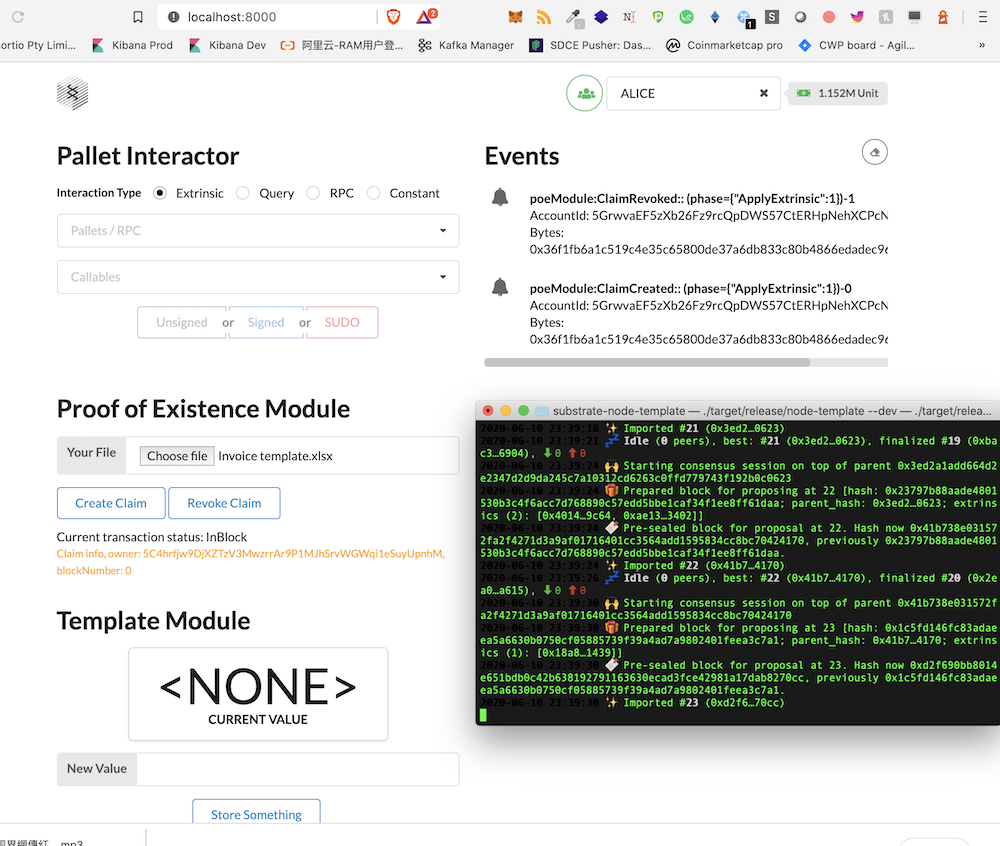 localhost:8000
2
1
ortio Pty Limi...
Kibana Prod
Kibana Dev
阿里云-RAM用户登...
Kafka Manager
SDCE Pusher: Das...
Coinmarketcap pro
CWP board - Agil...
»
ALICE
1.152M Unit
Pallet Interactor
Interaction Type
Extrinsic
Query
RPC
Constant
Pallets / RPC
Callables
Unsigned or Signed or SUDO
Events
poeModule:ClaimRevoked:: (phase={"ApplyExtrinsic":1})-1
AccountId: 5GrwvaEF5zXb26Fz9rcQpDWS57CtERHpNehXCPcN
Bytes:
0x36f1fb6a1c519c4e35c65800de37a6db833c80b4866edadec96
poeModule:ClaimCreated:: (phase={"ApplyExtrinsic":1})-0
AccountId: 5GrwvaEF5zXb26Fz9rcQpDWS57CtERHpNehXCPcN
Bytes:
0x36f1fb6a1c519c4e35c65800de37a6db833c80b4866edadec96
Proof of Existence Module
Your File
Choose file Invoice template.xlsx
Create Claim
Revoke Claim
Current transaction status: InBlock
Claim info, owner: 5C4hrfjw9DjXZTzV3MwzrrAr9P1MJhSrvWGWqi1eSuyUpnhM,
blockNumber: 0
Template Module
<NONE>
CURRENT VALUE
New Value
Store Something
substrate-node-template — ./target/release/node-template --dev — ./target/relea...
2020-06-10 23:39:18 ✨ Imported #21 (0x3ed2…0623)
2020-06-10 23:39:21 💤 Idle (0 peers), best: #21 (0x3ed2…0623), finalized #19 (0xba
c3…6904), ⬇ 0 ⬆ 0
2020-06-10 23:39:24 🙌 Starting consensus session on top of parent 0x3ed2a1add664d2
e2347d2d9da245c7a10312cd6263c0ffd779743f192b0c0623
2020-06-10 23:39:24 🎁 Prepared block for proposing at 22 [hash: 0x23797b88aade4801
530b3c4f6acc7d768890c57edd5bbe1caf34f1ee8ff61daa; parent_hash: 0x3ed2…0623; extrin
sics (2): [0x4014…9c64, 0xae13…3402]]
2020-06-10 23:39:24 🔖 Pre-sealed block for proposal at 22. Hash now 0x41b738e03157
2fa2f4271d3a9af01716401cc3564add1595834cc8bc70424170, previously 0x23797b88aade4801
530b3c4f6acc7d768890c57edd5bbe1caf34f1ee8ff61daa.
2020-06-10 23:39:24 ✨ Imported #22 (0x41b7…4170)
2020-06-10 23:39:26 💤 Idle (0 peers), best: #22 (0x41b7…4170), finalized #20 (0x2e
a0…a615), ⬇ 0 ⬆ 0
2020-06-10 23:39:30 🙌 Starting consensus session on top of parent 0x41b738e031572f
a2f4271d3a9af01716401cc3564add1595834cc8bc70424170
2020-06-10 23:39:30 🎁 Prepared block for proposing at 23 [hash: 0x1c5fd146fc83adae
ea5a6630b0750cf05885739f39a4ad7a9802401feea3c7a1; parent_hash: 0x41b7…4170; extrins
ics (1): [0x18a8…1439]]
2020-06-10 23:39:30 🔖 Pre-sealed block for proposal at 23. Hash now 0xd2f690bb8014
e651bdb0c42b638192791163630ecad3fce42981a17dab8270cc, previously 0x1c5fd146fc83adae
ea5a6630b0750cf05885739f39a4ad7a9802401feea3c7a1.
2020-06-10 23:39:30 ✨ Imported #23 (0xd2f6…70cc)